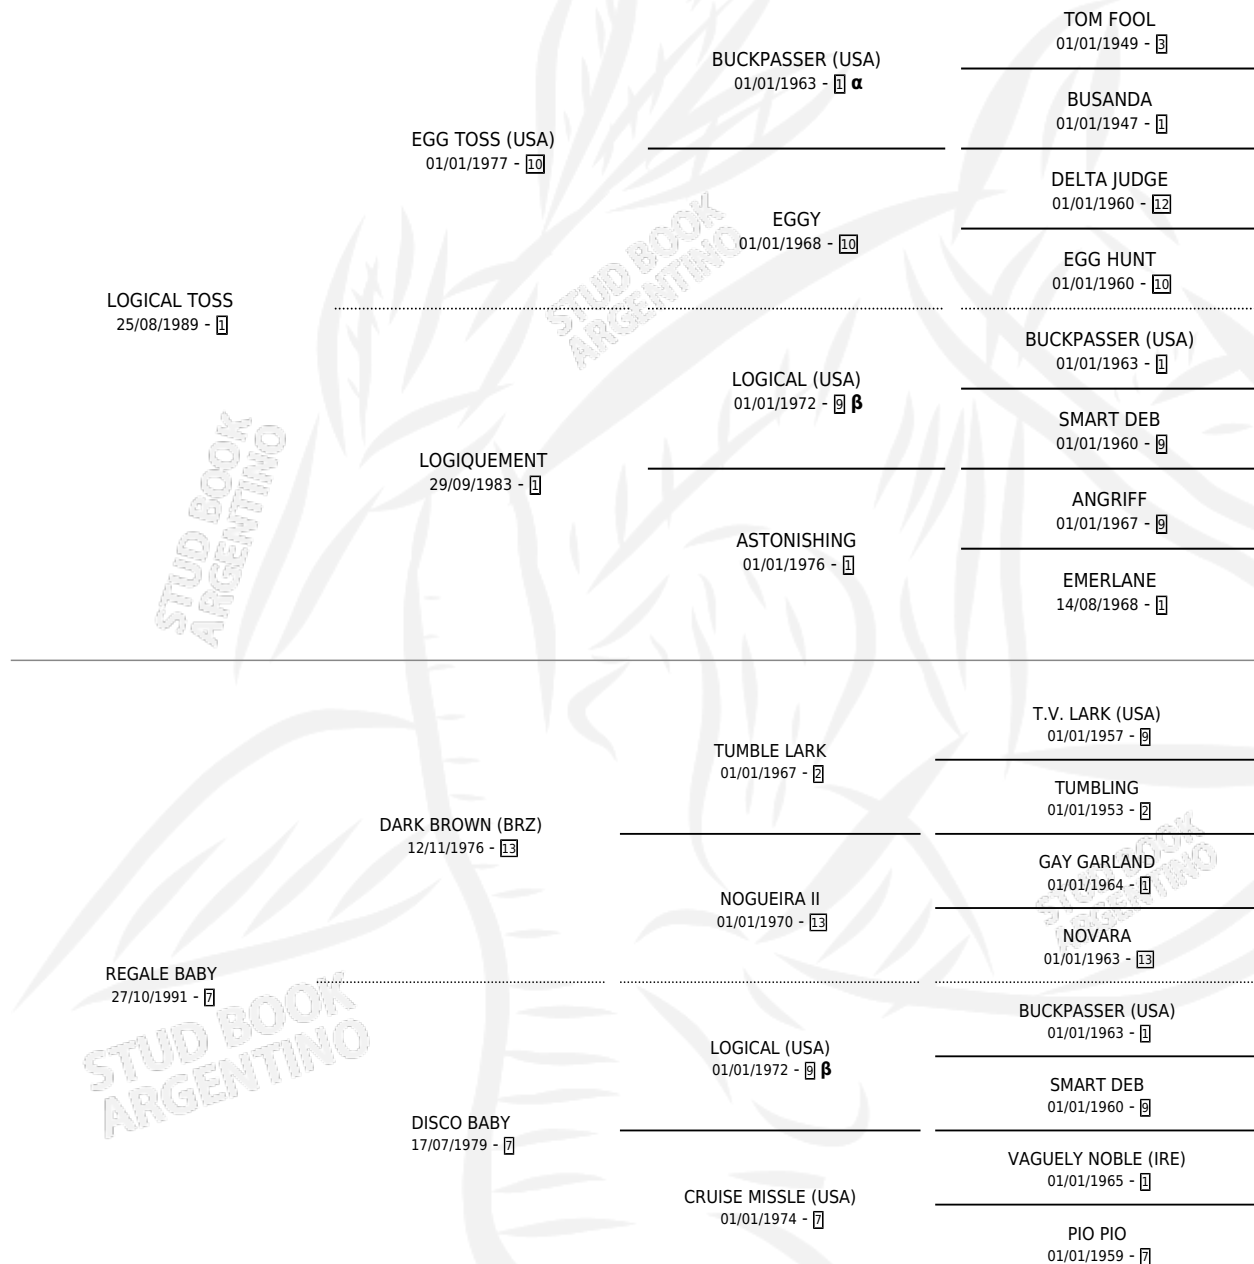 TOM FOOL
01/01/1949 - 3
BUCKPASSER (USA)
01/01/1963 - 1 α
BUSANDA
01/01/1947 - 1
EGG TOSS (USA)
01/01/1977 - 10
DELTA JUDGE
01/01/1960 - 12
EGGY
01/01/1968 - 10
EGG HUNT
01/01/1960 - 10
LOGICAL TOSS
25/08/1989 - 1
BUCKPASSER (USA)
01/01/1963 - 1
LOGICAL (USA)
01/01/1972 - 9 β
SMART DEB
01/01/1960 - 9
LOGIQUEMENT
29/09/1983 - 1
ANGRIFF
01/01/1967 - 9
ASTONISHING
01/01/1976 - 1
EMERLANE
14/08/1968 - 1
T.V. LARK (USA)
01/01/1957 - 9
TUMBLE LARK
01/01/1967 - 2
TUMBLING
01/01/1953 - 2
DARK BROWN (BRZ)
12/11/1976 - 13
GAY GARLAND
01/01/1964 - 1
NOGUEIRA II
01/01/1970 - 13
NOVARA
01/01/1963 - 13
REGALE BABY
27/10/1991 - 7
BUCKPASSER (USA)
01/01/1963 - 1
LOGICAL (USA)
01/01/1972 - 9 β
SMART DEB
01/01/1960 - 9
DISCO BABY
17/07/1979 - 7
VAGUELY NOBLE (IRE)
01/01/1965 - 1
CRUISE MISSLE (USA)
01/01/1974 - 7
PIO PIO
01/01/1959 - 7
STUD BOOK
ARGENTINO
STUD BOOK
ARGENTINO
STUD BOOK
ARGENTINO
STUD BOOK
ARGENTINO